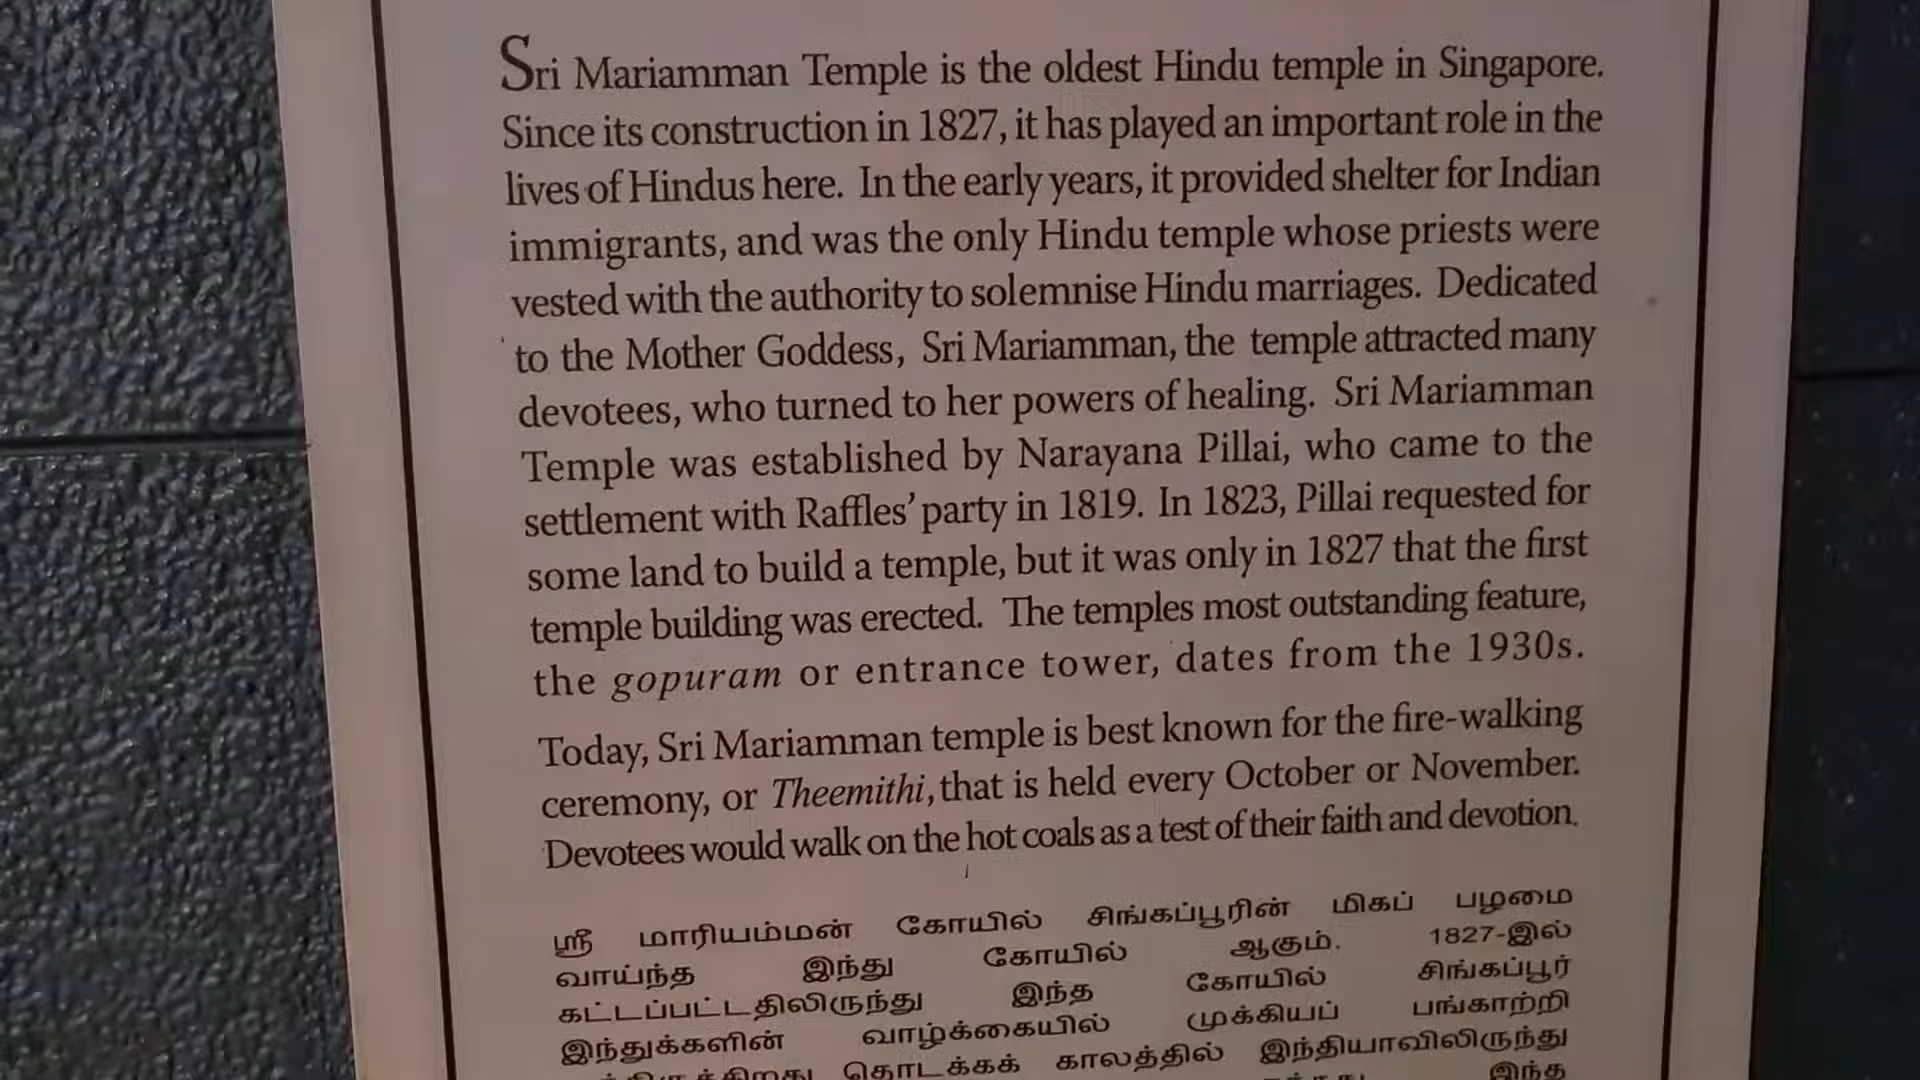 Sri Mariamman Temple is the oldest Hindu temple in Singapore.
Since its construction in 1827, it has played an important role in the
lives of Hindus here. In the early years, it provided shelter for Indian
immigrants, and was the only Hindu temple whose priests were
vested with the authority to solemnise Hindu marriages. Dedicated
to the Mother Goddess, Sri Mariamman, the temple attracted many
devotees, who turned to her powers of healing. Sri Mariamman
Temple was established by Narayana Pillai, who came to the
settlement with Raffles' party in 1819. In 1823, Pillai requested for
some land to build a temple, but it was only in 1827 that the first
temple building was erected. The temples most outstanding feature,
the gopuram or entrance tower, dates from the 1930s.
Today, Sri Mariamman temple is best known for the fire-walking
ceremony, or Theemithi, that is held every October or November.
Devotees would walk on the hot coals as a test of their faith and devotion.
ஸ்ரீ மாரியம்மன் கோயில் சிங்கப்பூரின் மிகப் பழமை
வாய்ந்த இந்து கோயில் ஆகும். 1827-இல்
கட்டப்பட்டதிலிருந்து இந்த கோயில் சிங்கப்பூர்
இந்துக்களின் வாழ்க்கையில் முக்கியப் பங்காற்றி
தொடக்கக் காலத்தில் இந்தியாவிலிருந்து
இந்த